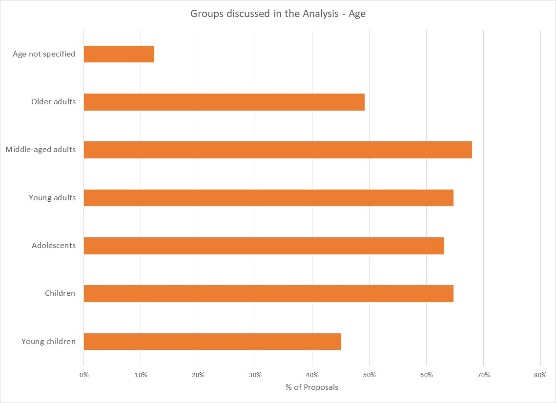 Groups discussed in the Analysis - Age
Age not specified
Older adults
Middle-aged adults
Young adults
Adolescents
Children
Young children
0% 10% 20% 30% 40% 50% 60% 70% 80%
% of Proposals